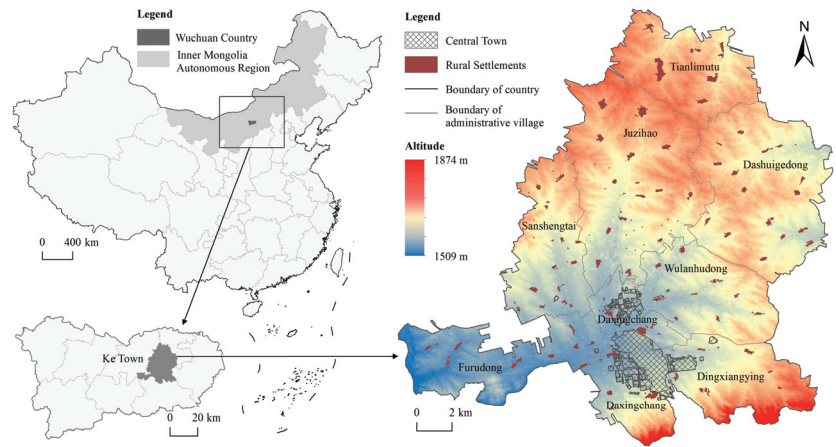 Legend
Wuchuan Country
Inner Mongolia
Autonomous Region
0 400 km
Ke Town
0 20 km
Legend
Central Town
Rural Settlements
Boundary of country
Boundary of
administrative village
Altitude
1874 m
1509 m
N
Tianlimutu
Juzihao
Dashuigedong
Sanshengtai
Wulanhudong
Daxingchang
Furudong
Dingxiangying
Daxingchang
0 2 km